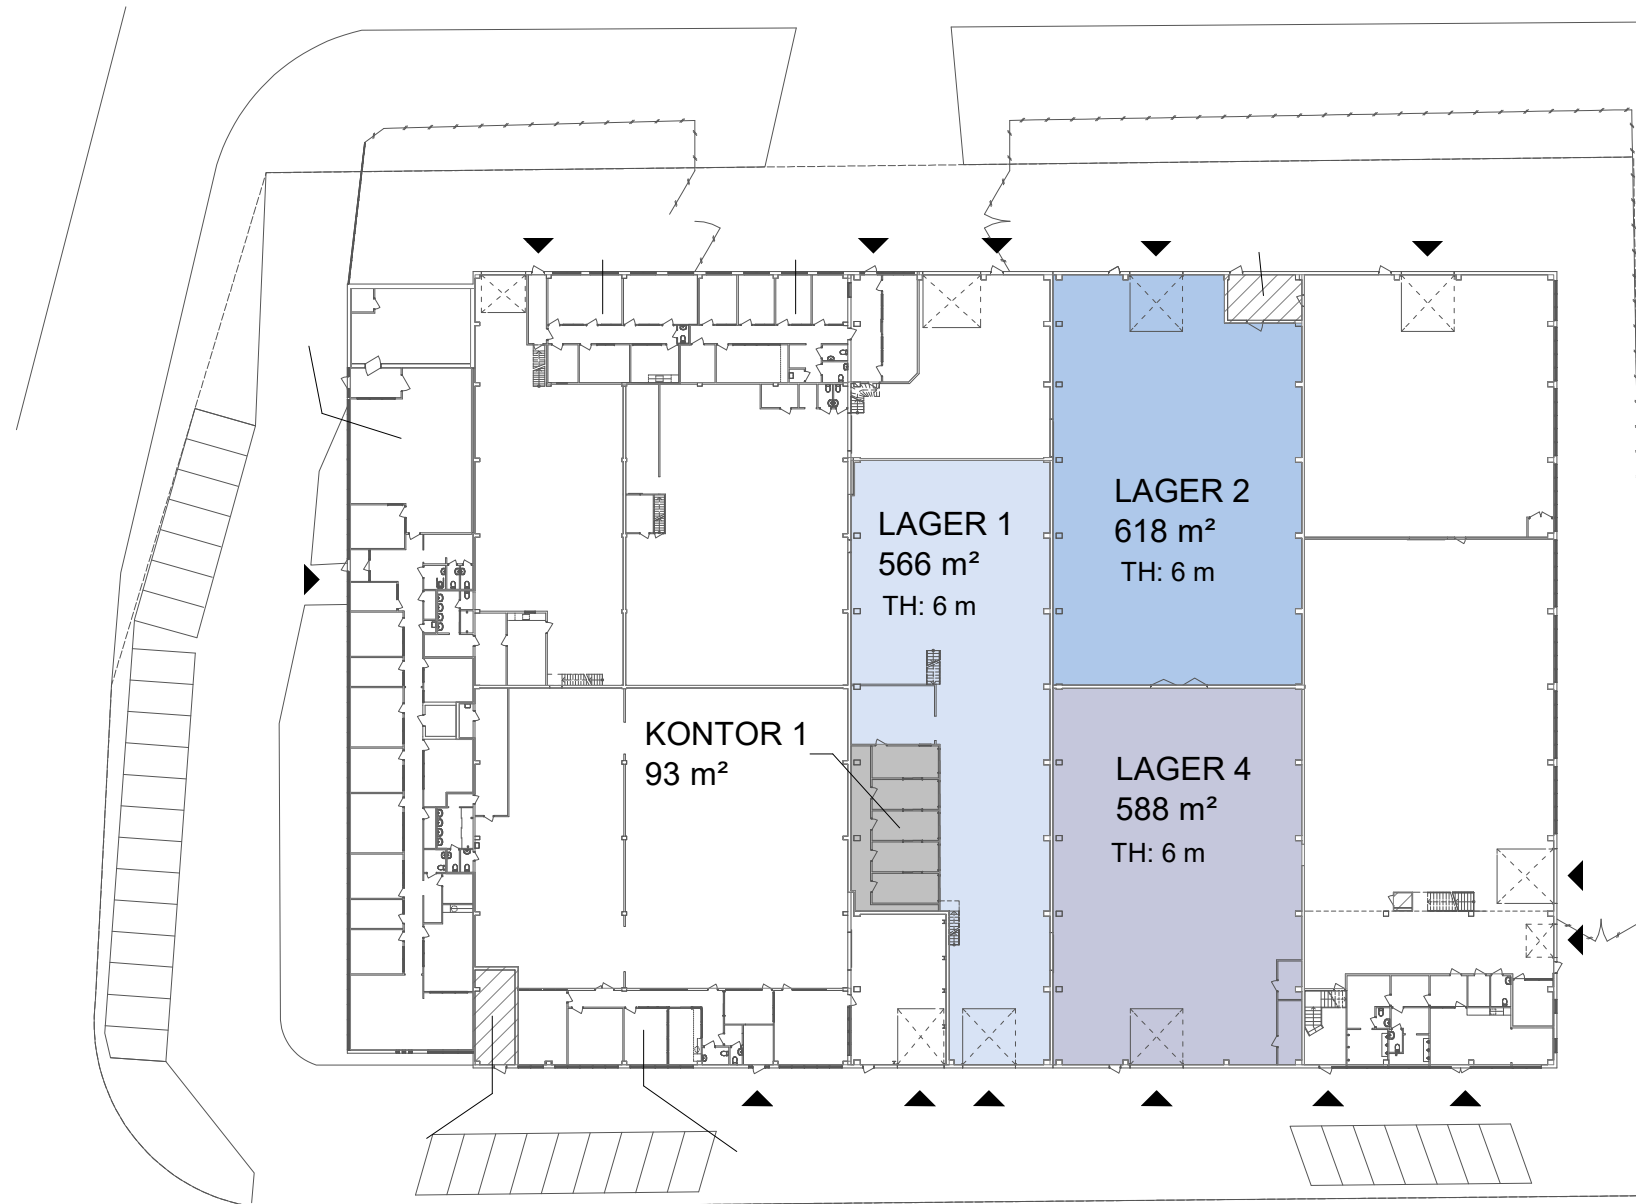 LAGER 2
618 m²
TH: 6 m
LAGER 1
566 m²
TH: 6 m
KONTOR 1
93 m²
LAGER 4
588 m²
TH: 6 m